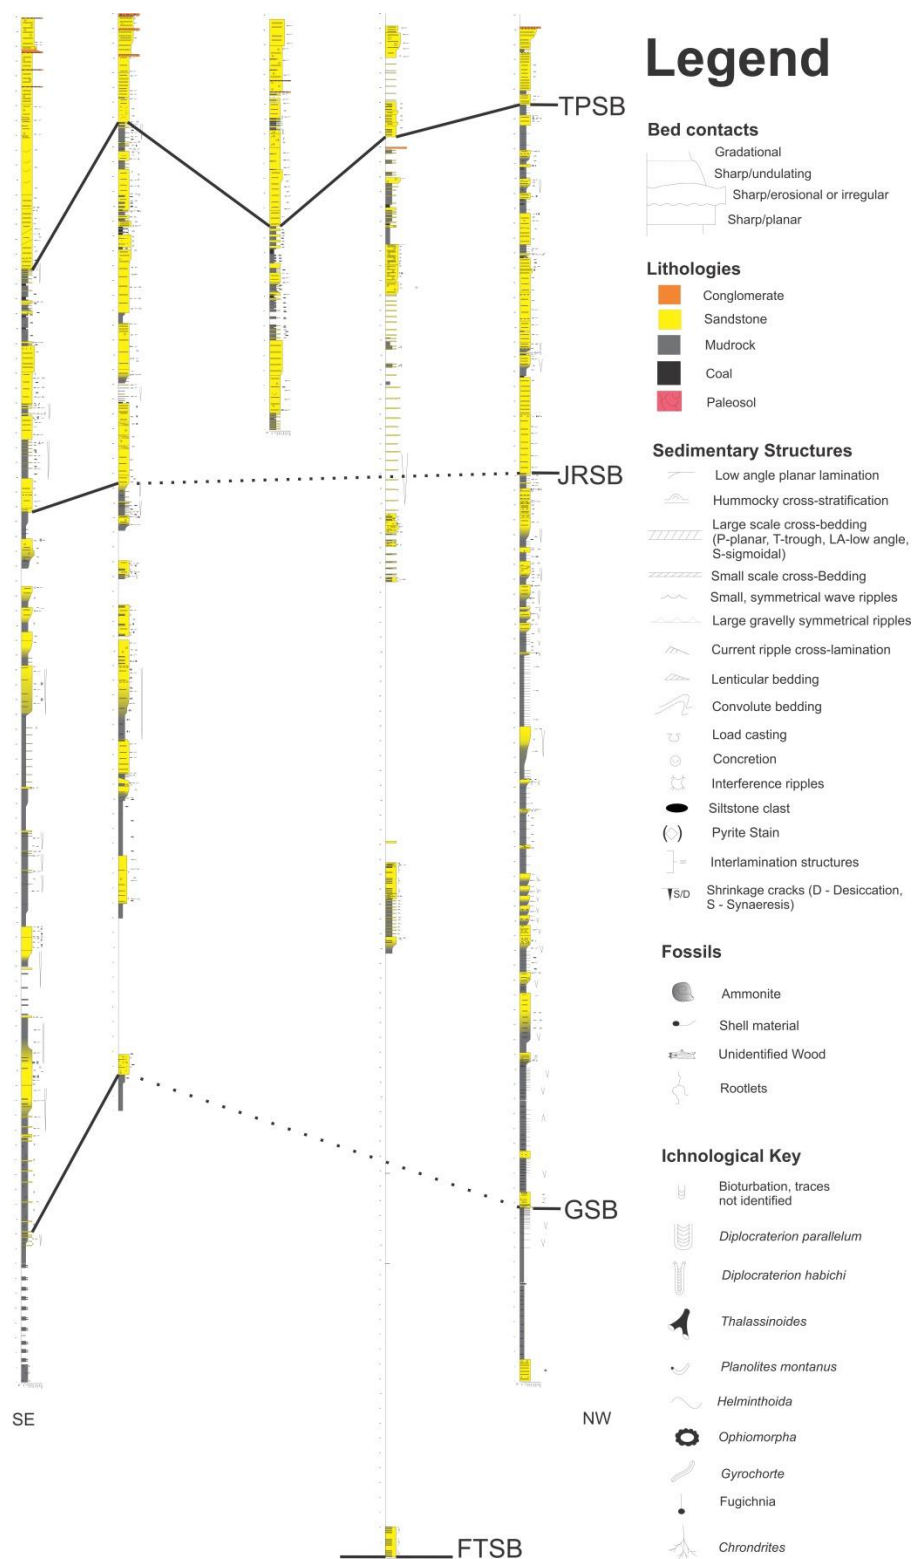 Legend
TPSB
Bed contacts
Gradational
Sharp/undulating
Sharp/erosional or irregular
Sharp/planar
Lithologies
Conglomerate
Sandstone
Mudrock
Coal
Paleosol
JRSB
Sedimentary Structures
Low angle planar lamination
Hummocky cross-stratification
Large scale cross-bedding
(P-planar, T-trough, LA-low angle,
S-sigmoidal)
Small scale cross-Bedding
Small, symmetrical wave ripples
Large gravelly symmetrical ripples
Current ripple cross-lamination
Lenticular bedding
Convolute bedding
Load casting
Concretion
Interference ripples
Siltstone clast
Pyrite Stain
Interlamination structures
S/D Shrinkage cracks (D - Desiccation,
S - Synaeresis)
Fossils
Ammonite
Shell material
Unidentified Wood
Rootlets
Ichnological Key
Bioturbation, traces
not identified
GSB
Diplocraterion parallelum
Diplocraterion habichi
Thalassinoides
Planolites montanus
Helminthoida
SE
NW
Ophiomorpha
Gyrochorte
Fugichnia
FTSB
Chrondrites